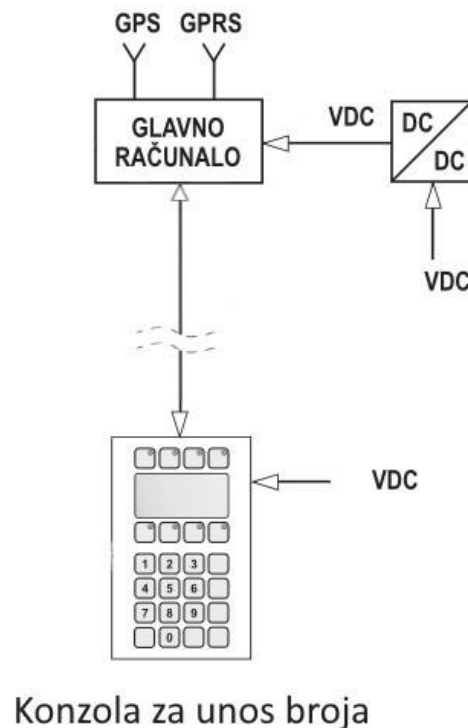 GPS GPRS
GLAVNO
RAČUNALO
VDC
DC
DC
VDC
VDC
1 2 3
4 5 6
7 8 9
0
Konzola za unos broja